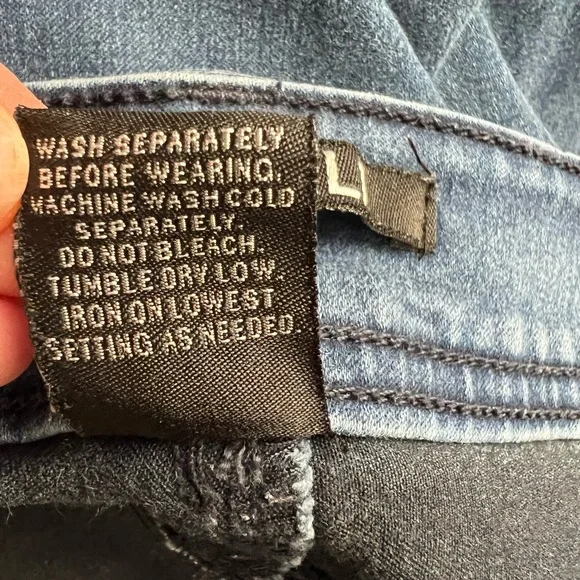 WASH SEPARATELY
BEFORE WEARING.
MACHINE WASH COLD
SEPARATELY.
DO NOT BLEACH.
TUMBLE DRY LOW.
IRON ON LOWEST
SETTING AS NEEDED.
L